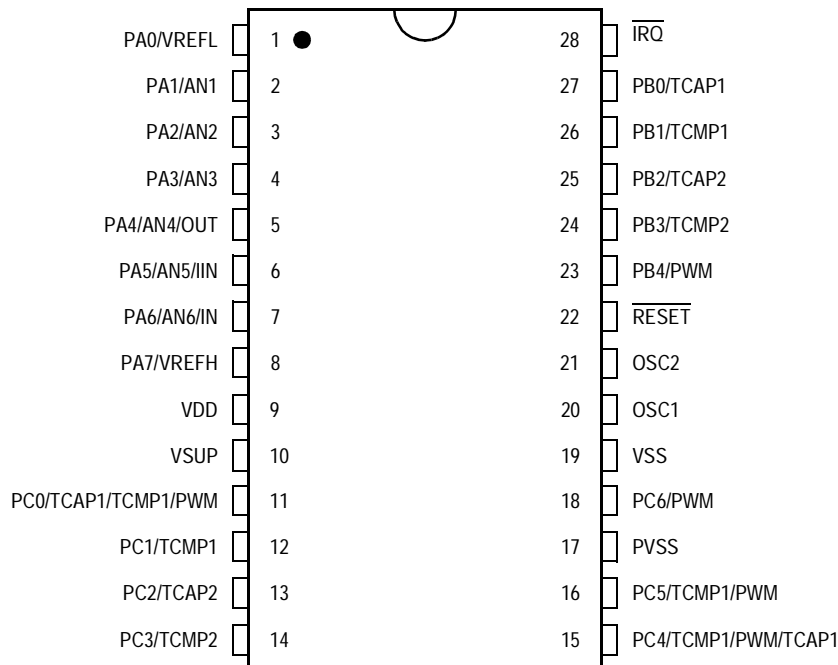 PA0/VREFL 1 28 IRQ
PA1/AN1 2 27 PB0/TCAP1
PA2/AN2 3 26 PB1/TCMP1
PA3/AN3 4 25 PB2/TCAP2
PA4/AN4/OUT 5 24 PB3/TCMP2
PA5/AN5/IIN 6 23 PB4/PWM
PA6/AN6/IN 7 22 RESET
PA7/VREFH 8 21 OSC2
VDD 9 20 OSC1
VSUP 10 19 VSS
PC0/TCAP1/TCMP1/PWM 11 18 PC6/PWM
PC1/TCMP1 12 17 PVSS
PC2/TCAP2 13 16 PC5/TCMP1/PWM
PC3/TCMP2 14 15 PC4/TCMP1/PWM/TCAP1